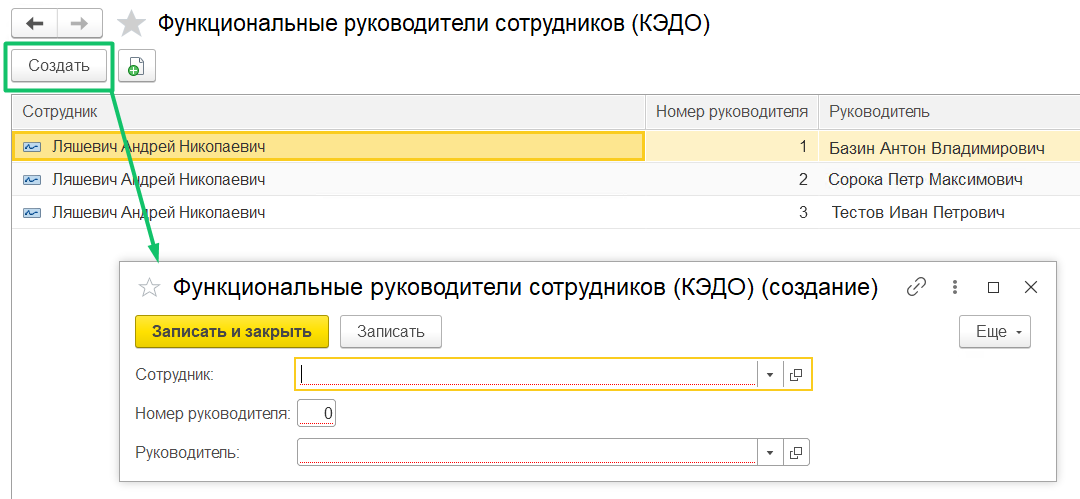 Функциональные руководители сотрудников (КЭДО)
Создать
Сотрудник Номер руководителя Руководитель
Ляшевич Андрей Николаевич 1 Базин Антон Владимирович
Ляшевич Андрей Николаевич 2 Сорока Петр Максимович
Ляшевич Андрей Николаевич 3 Тестов Иван Петрович
Функциональные руководители сотрудников (КЭДО) (создание)
Записать и закрыть Записать Еще
Сотрудник:
Номер руководителя: 0
Руководитель: